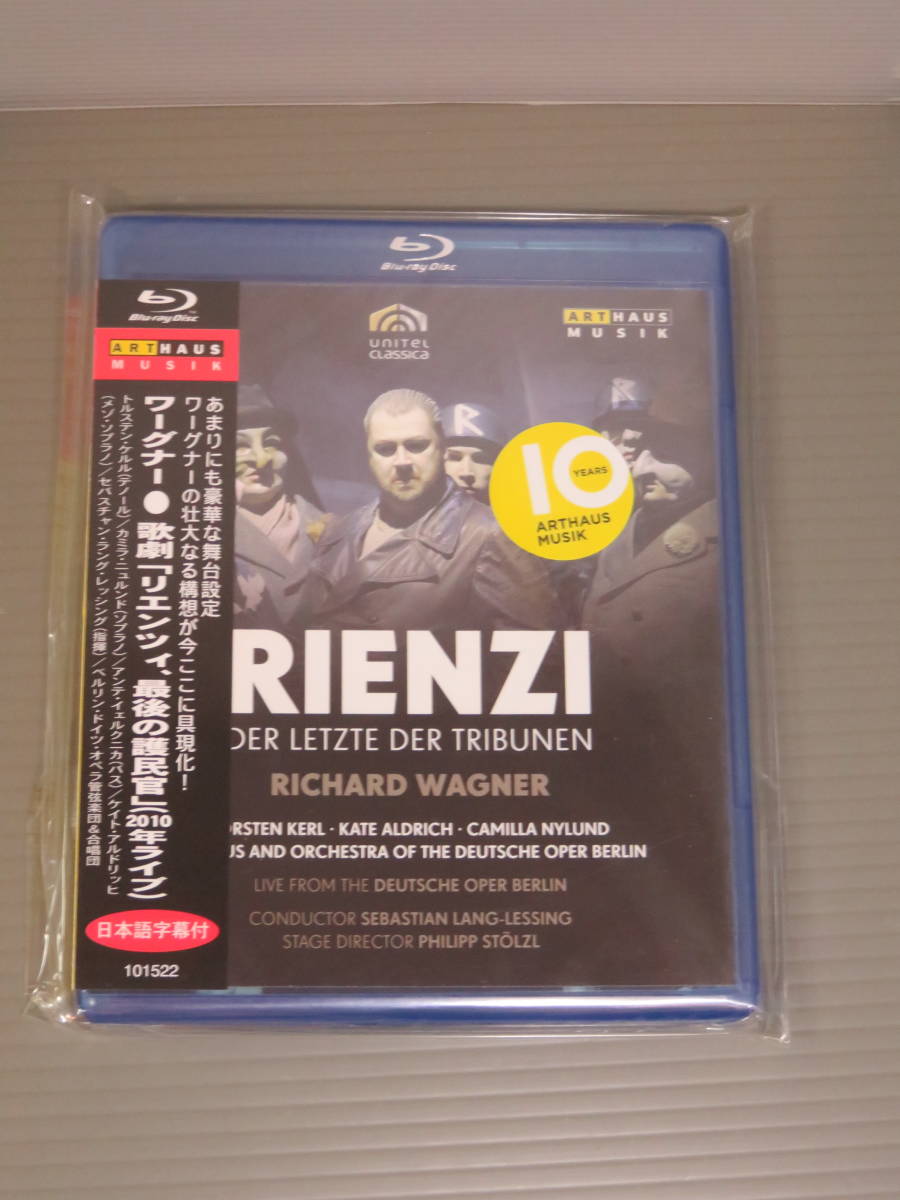 Blu-ray Disc
Blu-ray Disc
ARTHAUS
MUSIK
あまりにも豪華な舞台設定
ワーグナーの壮大なる構想が今ここに具現化!
ワーグナー●歌劇「リエンツィ、最後の護民官」(2010年ライブ)
トルステン・ケルル(テノール)/カミラ・ニュルンド(ソプラノ)/アンテ・イェルクニカ(バス)/ケイト・アルドリッヒ
(メゾ・ソプラノ)/セバスチャン・ラング・レッシング(指揮)/ベルリン・ドイツ・オペラ管弦楽団&合唱団
日本語字幕付
101522
UNITEL
CLASSICA
ARTHAUS
MUSIK
R
R
10
YEARS
ARTHAUS
MUSIK
RIENZI
DER LETZTE DER TRIBUNEN
RICHARD WAGNER
ORSTEN KERL · KATE ALDRICH · CAMILLA NYLUND
US AND ORCHESTRA OF THE DEUTSCHE OPER BERLIN
LIVE FROM THE DEUTSCHE OPER BERLIN
CONDUCTOR SEBASTIAN LANG-LESSING
STAGE DIRECTOR PHILIPP STÖLZL